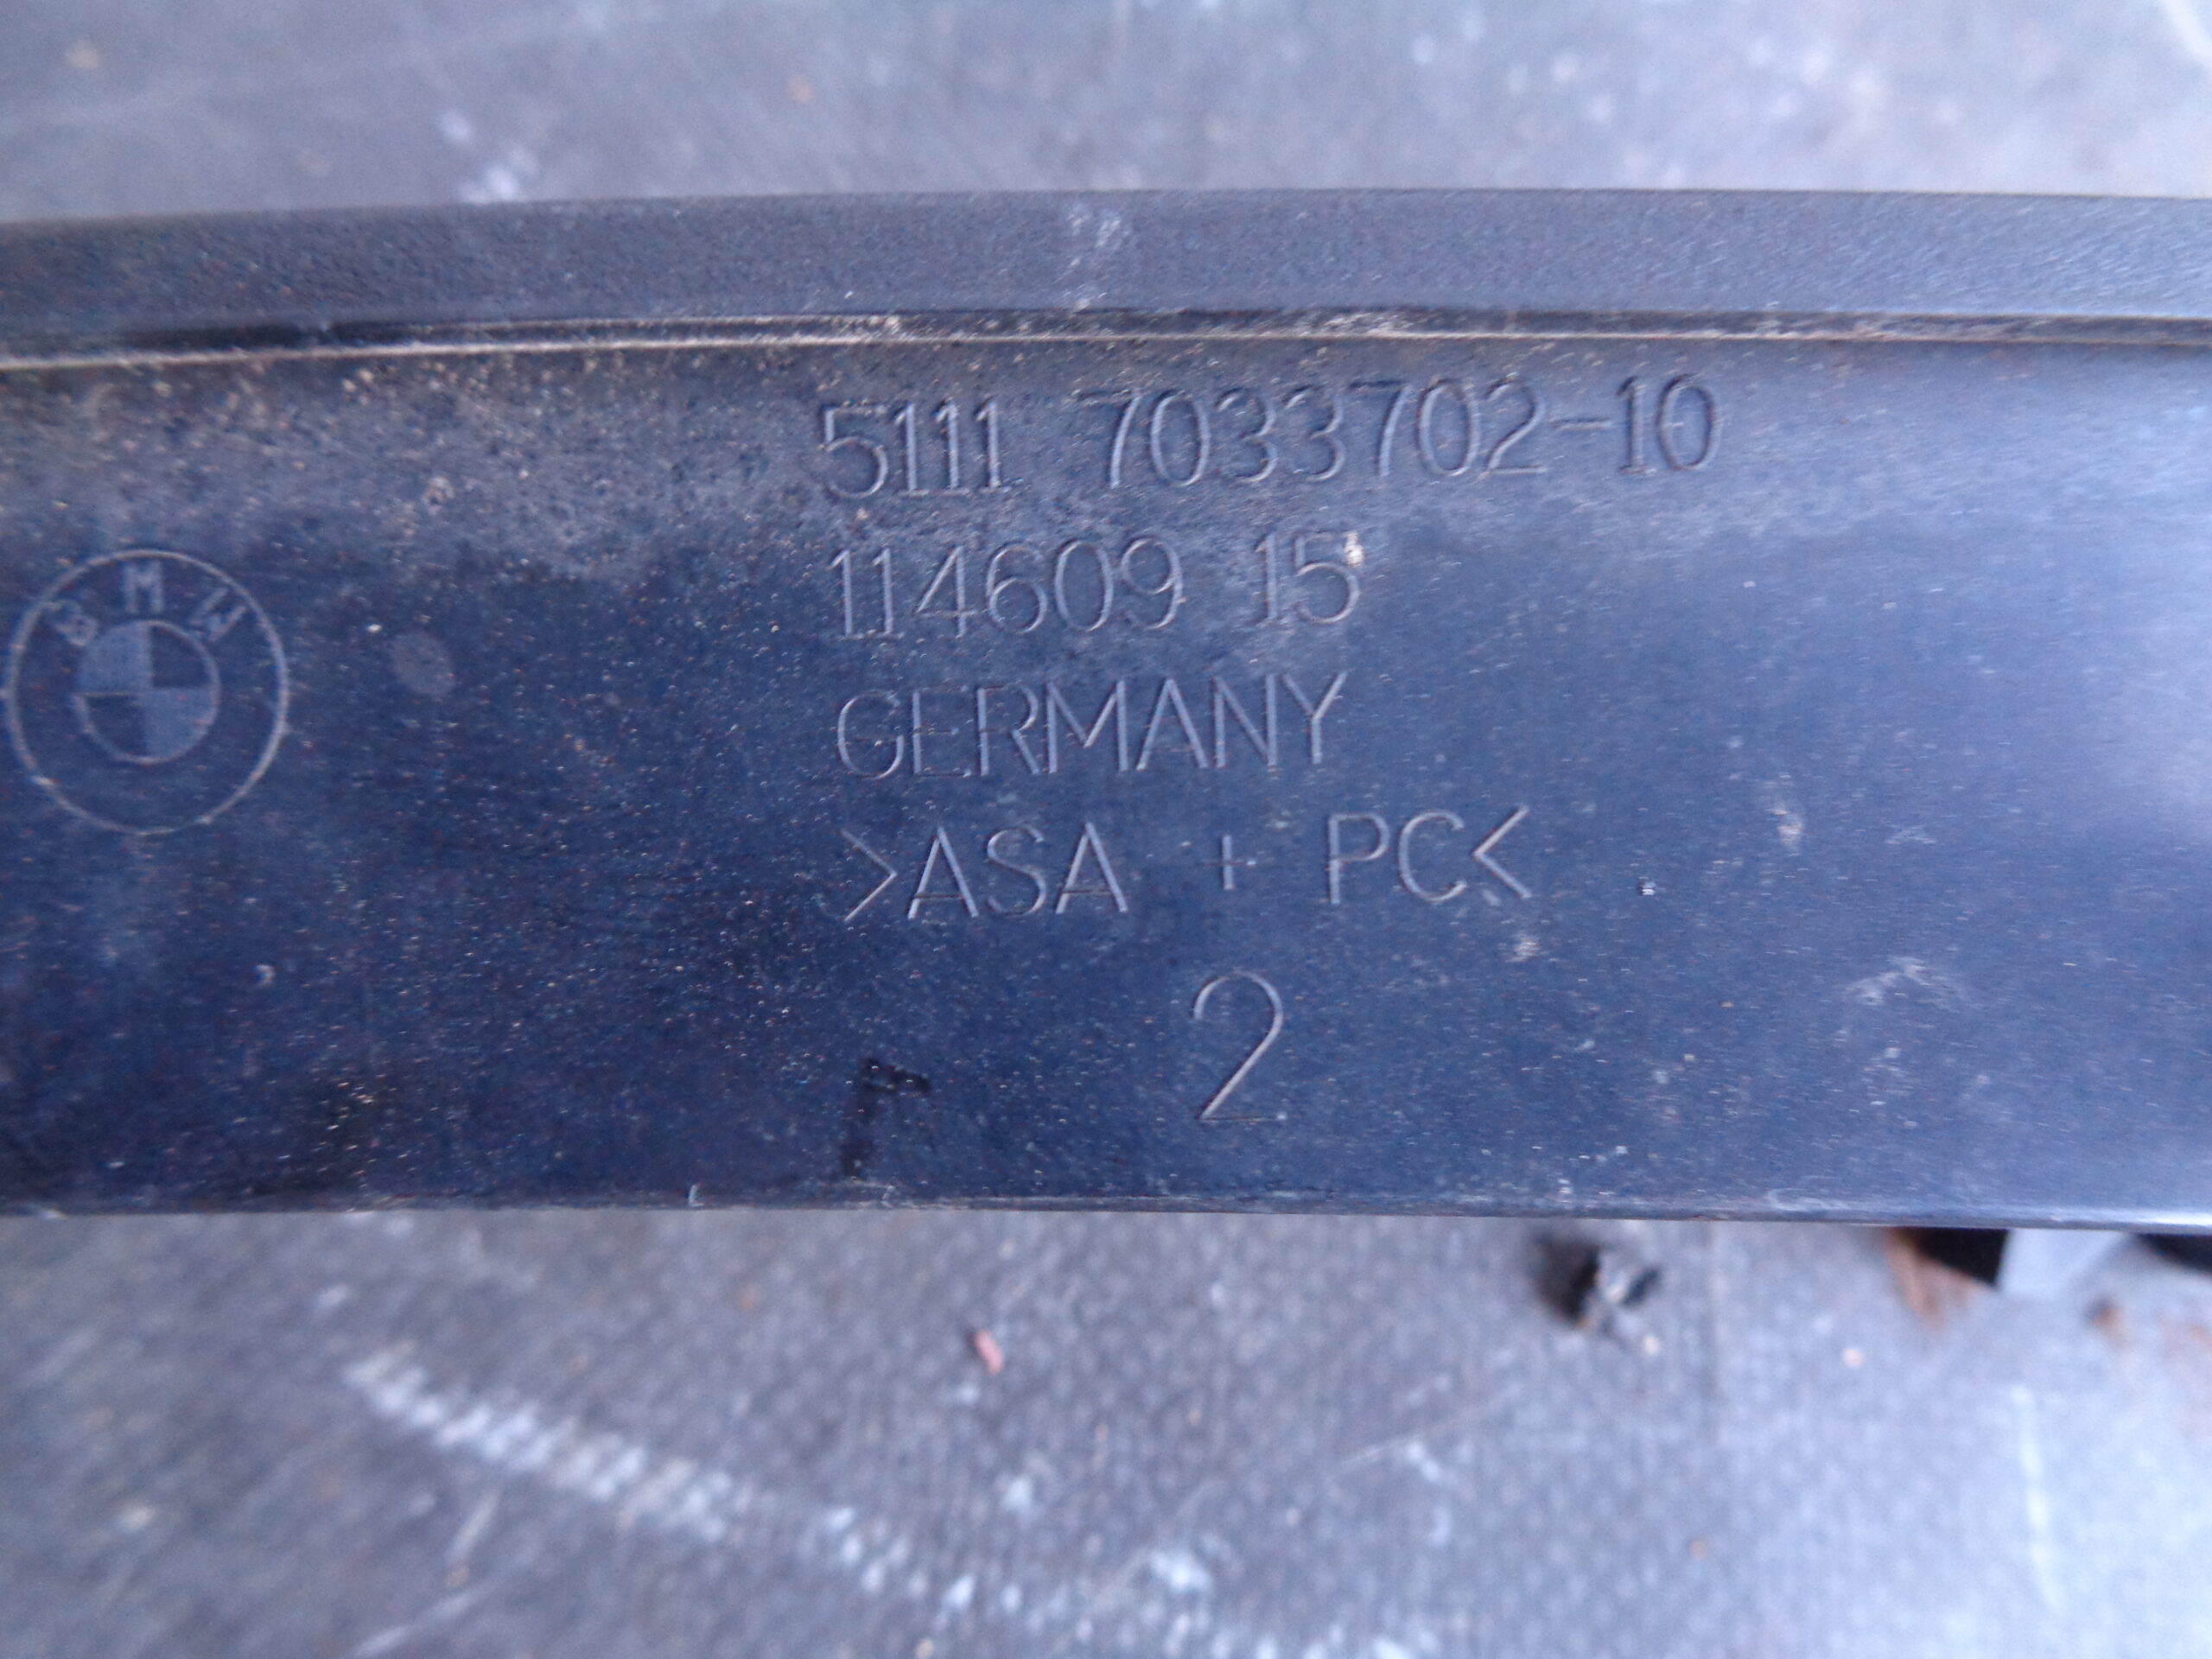 5111 7033702-10
114609 15
BMW
GERMANY
>ASA + PC<
2